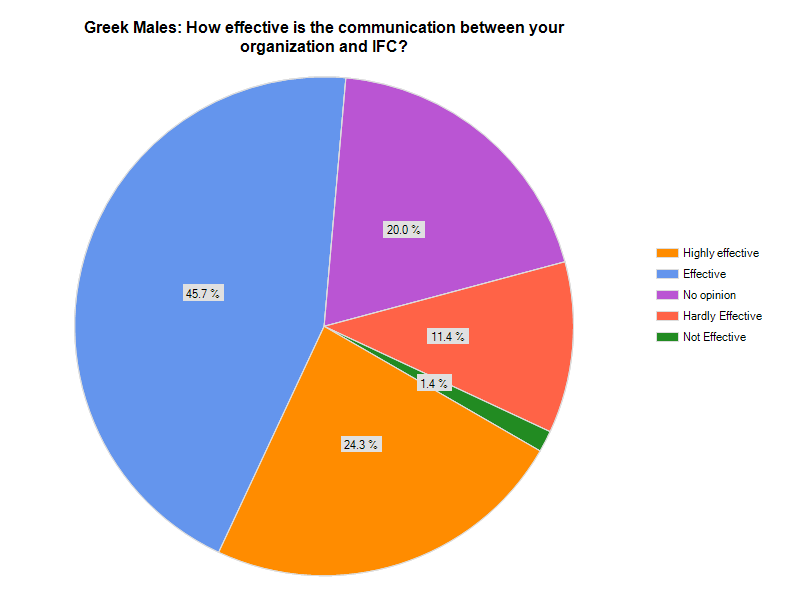 Greek Males: How effective is the communication between your
organization and IFC?
20.0 %
45.7 %
11.4 %
1.4 %
24.3 %
Highly effective
Effective
No opinion
Hardly Effective
Not Effective